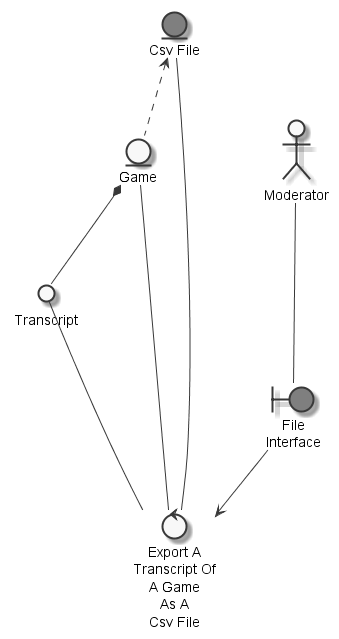 Csv File
Game
Moderator
Transcript
File
Interface
Export A
Transcript Of
A Game
As A
Csv File